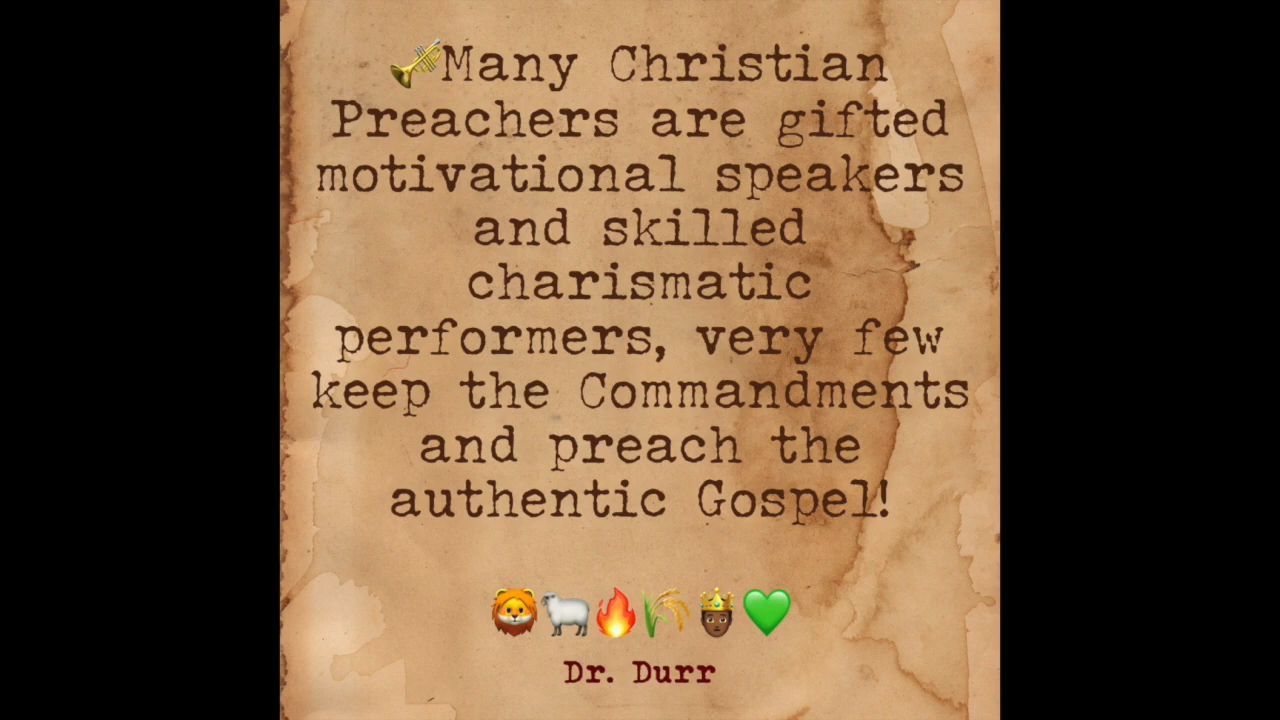 🎺Many Christian
Preachers are gifted
motivational speakers
and skilled
charismatic
performers, very few
keep the Commandments
and preach the
authentic Gospel!
🦁🐑🔥🌾🤴🏾💚
Dr. Durr